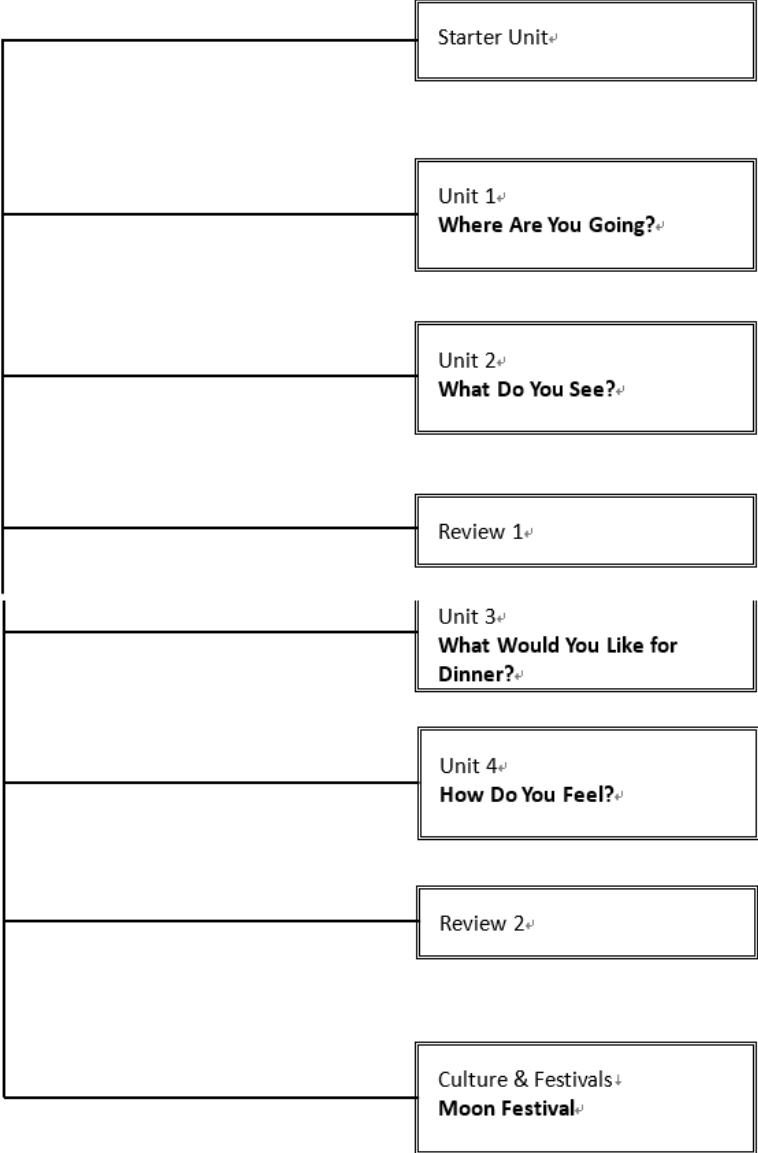 Starter Unit
Unit 1
Where Are You Going?
Unit 2
What Do You See?
Review 1
Unit 3
What Would You Like for
Dinner?
Unit 4
How Do You Feel?
Review 2
Culture & Festivals
Moon Festival